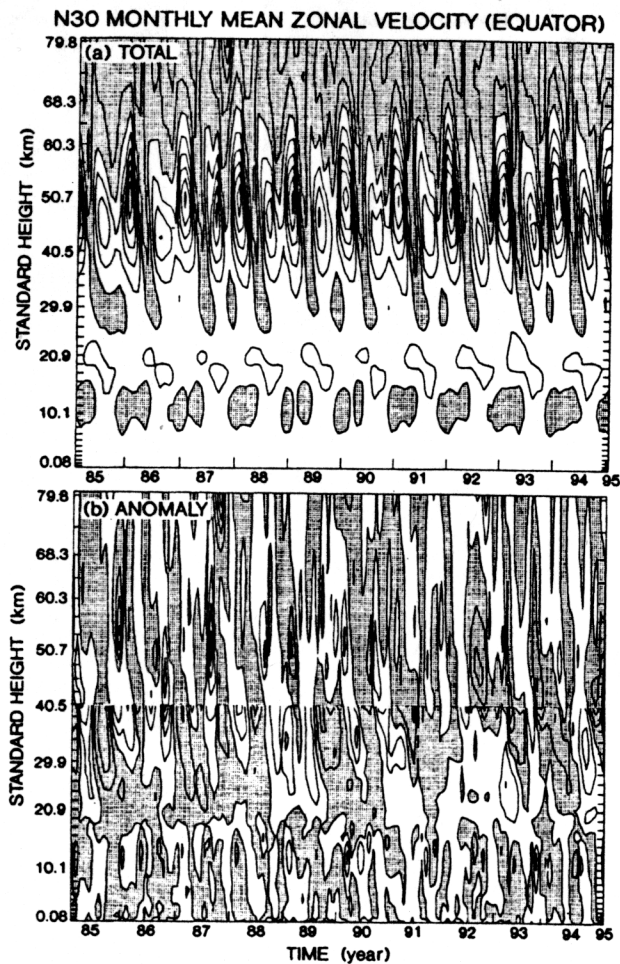 N30 MONTHLY MEAN ZONAL VELOCITY (EQUATOR)
(a) TOTAL
79.8
68.3
60.3
50.7
40.5
29.9
20.9
10.1
0.08
STANDARD HEIGHT (km)
85 86 87 88 89 90 91 92 93 94 95
(b) ANOMALY
79.8
68.3
60.3
50.7
40.5
29.9
20.9
10.1
0.08
STANDARD HEIGHT (km)
85 86 87 88 89 90 91 92 93 94 95
TIME (year)